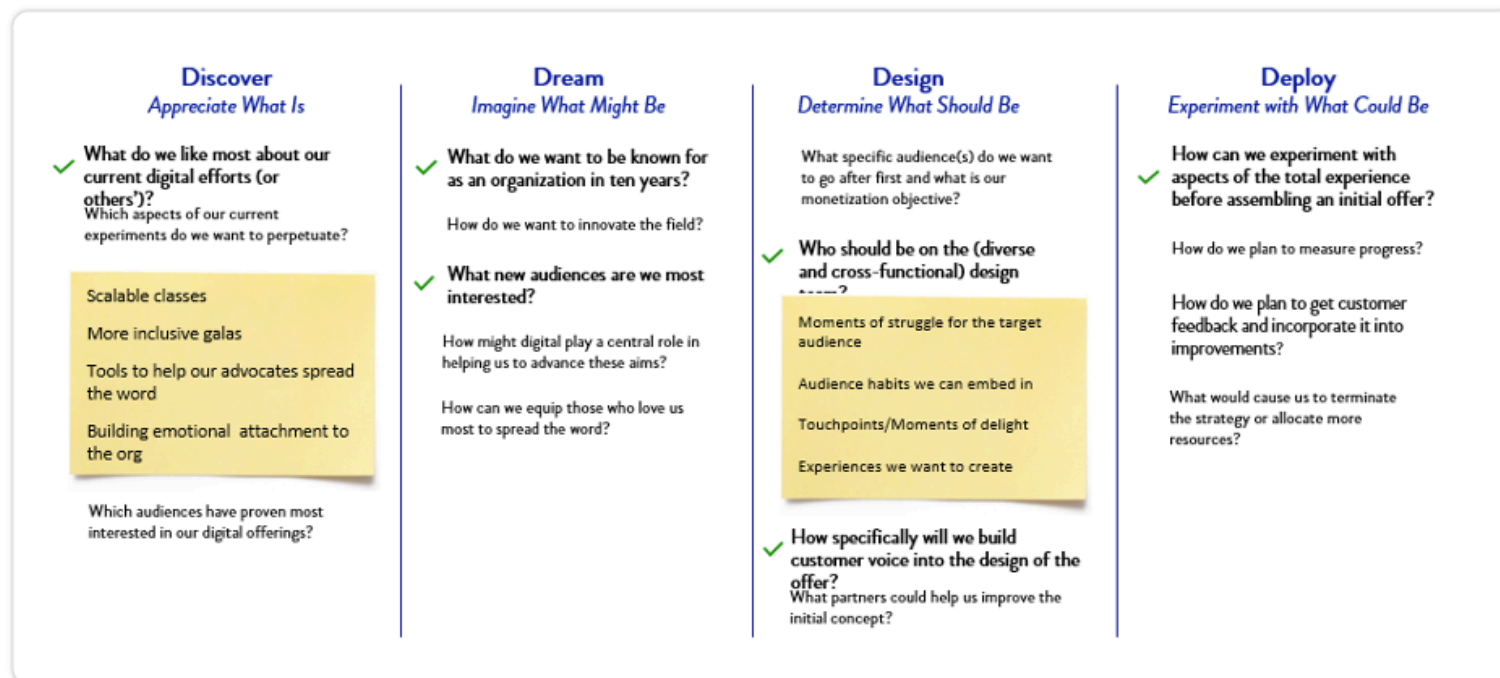 Discover
Appreciate What Is
What do we like most about our
current digital efforts (or
others')?
Which aspects of our current
experiments do we want to perpetuate?
Scalable classes
More inclusive galas
Tools to help our advocates spread
the word
Building emotional attachment to
the org
Which audiences have proven most
interested in our digital offerings?
Dream
Imagine What Might Be
What do we want to be known for
as an organization in ten years?
How do we want to innovate the field?
What new audiences are we most
interested?
How might digital play a central role in
helping us to advance these aims?
How can we equip those who love us
most to spread the word?
Design
Determine What Should Be
What specific audience(s) do we want
to go after first and what is our
monetization objective?
Who should be on the (diverse
and cross-functional) design
Moments of struggle for the target
audience
Audience habits we can embed in
Touchpoints/Moments of delight
Experiences we want to create
How specifically will we build
customer voice into the design of the
offer?
What partners could help us improve the
initial concept?
Deploy
Experiment with What Could Be
How can we experiment with
aspects of the total experience
before assembling an initial offer?
How do we plan to measure progress?
How do we plan to get customer
feedback and incorporate it into
improvements?
What would cause us to terminate
the strategy or allocate more
resources?